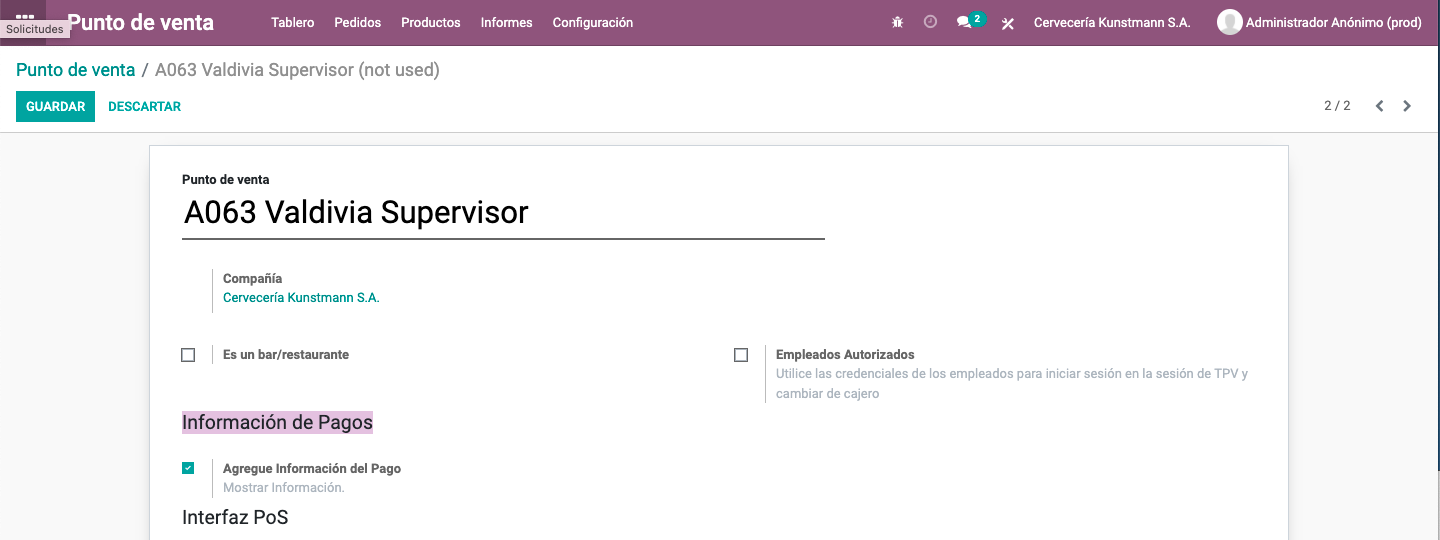 Solicitudes
Punto de venta Tablero Pedidos Productos Informes Configuración 2 Cervecería Kunstmann S.A. Administrador Anónimo (prod)
Punto de venta / A063 Valdivia Supervisor (not used)
GUARDAR DESCARTAR 2 / 2
Punto de venta
A063 Valdivia Supervisor
Compañía
Cervecería Kunstmann S.A.
Es un bar/restaurante
Empleados Autorizados
Utilice las credenciales de los empleados para iniciar sesión en la sesión de TPV y
cambiar de cajero
Información de Pagos
Agregue Información del Pago
Mostrar Información.
Interfaz PoS